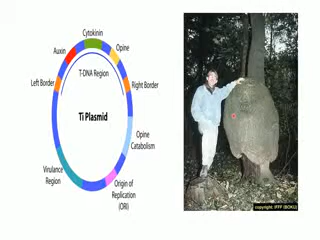 Cytokinin
Auxin
Opine
T-DNA Region
Left Border
Right Border
Ti Plasmid
Opine
Catabolism
Virulance
Region
Origin of
Replication
(ORI)
copyright: IFFF (BOKU)